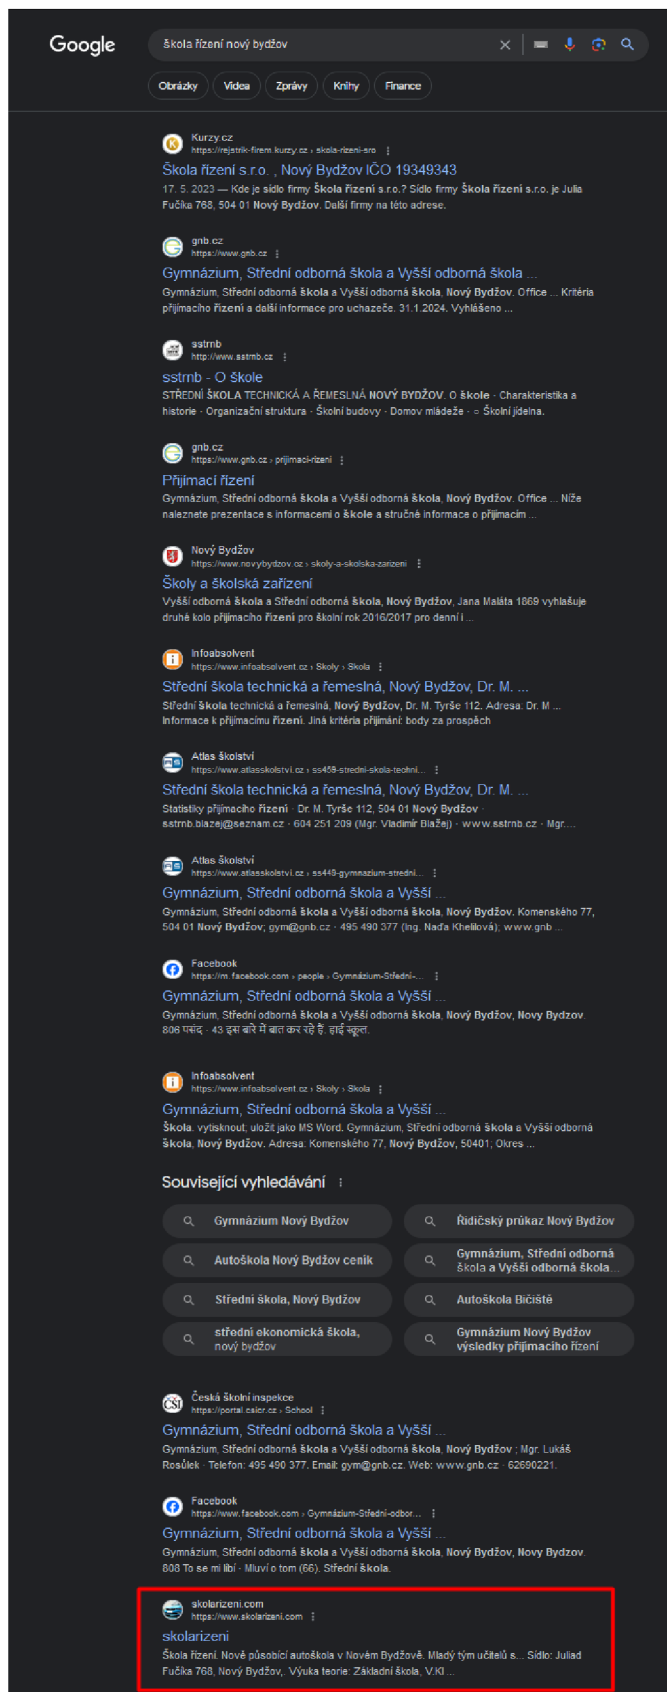 Google
škola řízení nový bydžov
Obrázky
Videa
Zprávy
Knihy
Finance
Kurzy.cz
https://rejstrik-firem.kurzy.cz › skola-rizeni-sro
Škola řízení s.r.o. , Nový Bydžov IČO 19349343
17. 5. 2023 — Kde je sídlo firmy Škola řízení s.r.o.? Sídlo firmy Škola řízení s.r.o. je Julia
Fučíka 768, 504 01 Nový Bydžov. Další firmy na této adrese.
gnb.cz
https://www.gnb.cz
Gymnázium, Střední odborná škola a Vyšší odborná škola ...
Gymnázium, Střední odborná škola a Vyšší odborná škola, Nový Bydžov. Office ... Kritéria
přijímacího řízení a další informace pro uchazeče. 31.1.2024. Vyhlášeno ...
sstrnb
http://www.sstrnb.cz
sstrnb - O škole
STŘEDNÍ ŠKOLA TECHNICKÁ A ŘEMESLNÁ NOVÝ BYDŽOV. O škole · Charakteristika a
historie · Organizační struktura · Školní budovy · Domov mládeže · ○ Školní jídelna.
gnb.cz
https://www.gnb.cz › prijimaci-rizeni
Přijímací řízení
Gymnázium, Střední odborná škola a Vyšší odborná škola, Nový Bydžov. Office ... Níže
naleznete prezentace s informacemi o škole a stručné informace o přijímacím ...
Nový Bydžov
https://www.novybydzov.cz › skoly-a-skolska-zarizeni
Školy a školská zařízení
Vyšší odborná škola a Střední odborná škola, Nový Bydžov, Jana Maláta 1869 vyhlašuje
druhé kolo přijímacího řízení pro školní rok 2016/2017 pro denní i ...
Infoabsolvent
https://www.infoabsolvent.cz › Skoly › Skola
Střední škola technická a řemeslná, Nový Bydžov, Dr. M. ...
Střední škola technická a řemeslná, Nový Bydžov, Dr. M. Tyrše 112. Adresa: Dr. M ...
Informace k přijímacímu řízení. Jiná kritéria přijímání: body za prospěch
Atlas školství
https://www.atlasskolstvi.cz › ss459-stredni-skola-techni...
Střední škola technická a řemeslná, Nový Bydžov, Dr. M. ...
Statistiky přijímacího řízení · Dr. M. Tyrše 112, 504 01 Nový Bydžov ·
sstrnb.blazej@seznam.cz · 604 251 209 (Mgr. Vladimír Blažej) · www.sstrnb.cz · Mgr....
Atlas školství
https://www.atlasskolstvi.cz › ss449-gymnazium-stredni...
Gymnázium, Střední odborná škola a Vyšší ...
Gymnázium, Střední odborná škola a Vyšší odborná škola, Nový Bydžov. Komenského 77,
504 01 Nový Bydžov; gym@gnb.cz · 495 490 377 (Ing. Naďa Khelilová); www.gnb ...
Facebook
https://m.facebook.com › people › Gymnázium-Střední-...
Gymnázium, Střední odborná škola a Vyšší ...
Gymnázium, Střední odborná škola a Vyšší odborná škola, Nový Bydžov, Novy Bydzov.
806 पसंद · 43 इस बारे में बात कर रहे हैं. हाई स्कूल.
Infoabsolvent
https://www.infoabsolvent.cz › Skoly › Skola
Gymnázium, Střední odborná škola a Vyšší ...
Škola. vytisknout; uložit jako MS Word. Gymnázium, Střední odborná škola a Vyšší odborná
škola, Nový Bydžov. Adresa: Komenského 77, Nový Bydžov, 50401; Okres ...
Související vyhledávání
Gymnázium Nový Bydžov
Řidičský průkaz Nový Bydžov
Autoškola Nový Bydžov ceník
Gymnázium, Střední odborná
škola a Vyšší odborná škola...
Střední škola, Nový Bydžov
Autoškola Bičiště
střední ekonomická škola,
nový bydžov
Gymnázium Nový Bydžov
výsledky přijímacího řízení
Česká školní inspekce
https://portal.csicr.cz › School
Gymnázium, Střední odborná škola a Vyšší ...
Gymnázium, Střední odborná škola a Vyšší odborná škola, Nový Bydžov ; Mgr. Lukáš
Rosůlek · Telefon: 495 490 377. Email: gym@gnb.cz. Web: www.gnb.cz · 62690221.
Facebook
https://www.facebook.com › Gymnázium-Střední-odbor...
Gymnázium, Střední odborná škola a Vyšší ...
Gymnázium, Střední odborná škola a Vyšší odborná škola, Nový Bydžov, Novy Bydzov.
808 To se mi líbí · Mluví o tom (66). Střední škola.
skolarizeni.com
https://www.skolarizeni.com
skolarizeni
Škola řízení. Nově působící autoškola v Novém Bydžově. Mladý tým učitelů s... Sídlo: Juliad
Fučíka 768, Nový Bydžov,. Výuka teorie: Základní škola, V.Kl ...